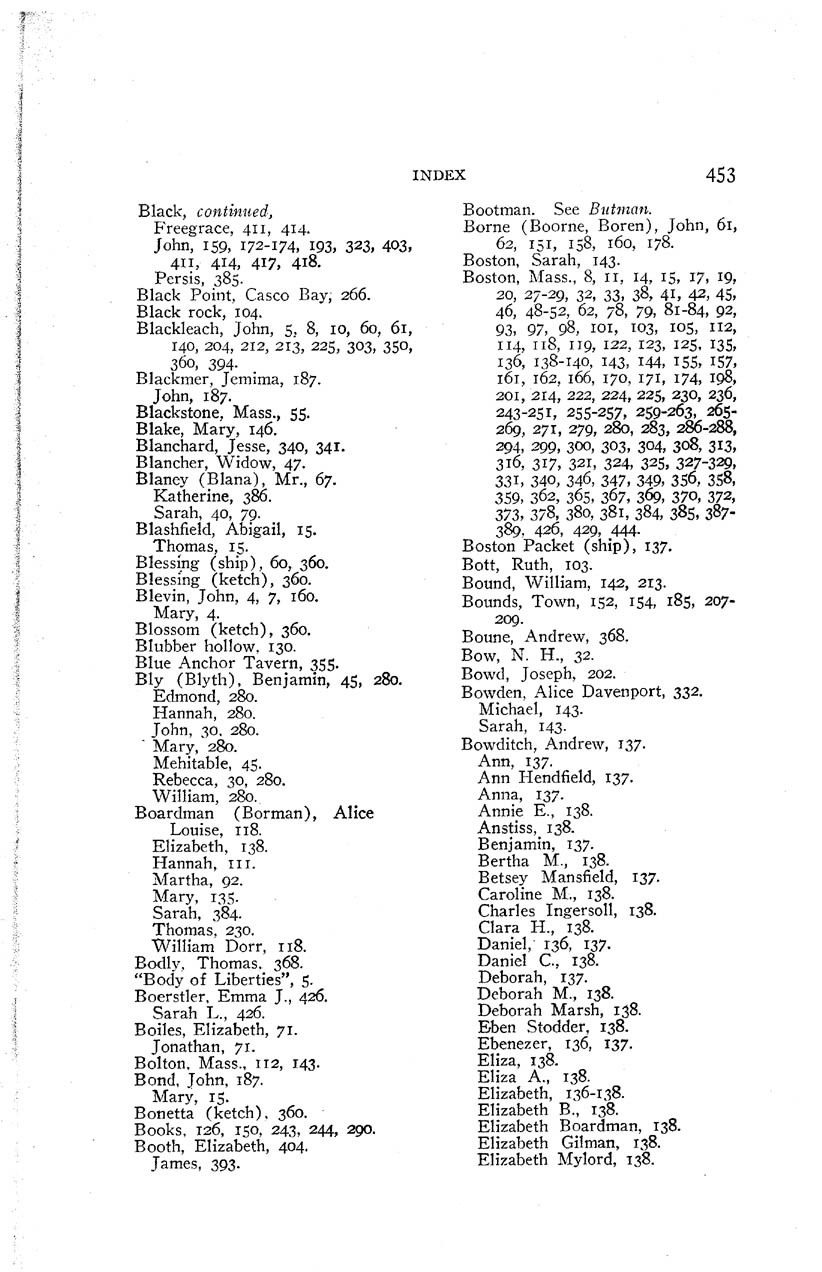 INDEX 453
Black, continued,
Freegrace, 411, 414.
John, 159, 172-174, 193, 323, 403,
411, 414, 417, 418.
Persis, 385.
Black Point, Casco Bay, 266.
Black rock, 104.
Blackleach, John, 5, 8, 10, 60, 61,
140, 204, 212, 213, 225, 303, 350,
360, 394.
Blackmer, Jemima, 187.
John, 187.
Blackstone, Mass., 55.
Blake, Mary, 146.
Blanchard, Jesse, 340, 341.
Blancher, Widow, 47.
Blaney (Blana), Mr., 67.
Katherine, 386.
Sarah, 40, 79.
Blashfield, Abigail, 15.
Thomas, 15.
Blessing (ship), 60, 360.
Blessing (ketch), 360.
Blevin, John, 4, 7, 160.
Mary, 4.
Blossom (ketch), 360.
Blubber hollow, 130.
Blue Anchor Tavern, 355.
Bly (Blyth), Benjamin, 45, 280.
Edmond, 280.
Hannah, 280.
John, 30, 280.
Mary, 280.
Mehitable, 45.
Rebecca, 30, 280.
William, 280.
Boardman (Borman), Alice
Louise, 118.
Elizabeth, 138.
Hannah, 111.
Martha, 92.
Mary, 135.
Sarah, 384.
Thomas, 230.
William Dorr, 118.
Bodly, Thomas, 368.
"Body of Liberties", 5.
Boerstler, Emma J., 426.
Sarah L., 426.
Boiles, Elizabeth, 71.
Jonathan, 71.
Bolton, Mass., 112, 143.
Bond, John, 187.
Mary, 15.
Bonetta (ketch), 360.
Books, 126, 150, 243, 244, 290.
Booth, Elizabeth, 404.
James, 393.
Bootman. See Butman.
Borne (Boorne, Boren), John, 61,
62, 151, 158, 160, 178.
Boston, Sarah, 143.
Boston, Mass., 8, 11, 14, 15, 17, 19,
20, 27-29, 32, 33, 38, 41, 42, 45,
46, 48-52, 62, 78, 79, 81-84, 92,
93, 97, 98, 101, 103, 105, 112,
114, 118, 119, 122, 123, 125, 135,
136, 138-140, 143, 144, 155, 157,
161, 162, 166, 170, 171, 174, 198,
201, 214, 222, 224, 225, 230, 236,
243-251, 255-257, 259-263, 265-
269, 271, 279, 280, 283, 286-288,
294, 299, 300, 303, 304, 308, 313,
316, 317, 321, 324, 325, 327-329,
331, 340, 346, 347, 349, 356, 358,
359, 362, 365, 367, 369, 370, 372,
373, 378, 380, 381, 384, 385, 387-
389, 426, 429, 444.
Boston Packet (ship), 137.
Bott, Ruth, 103.
Bound, William, 142, 213.
Bounds, Town, 152, 154, 185, 207-
209.
Boune, Andrew, 368.
Bow, N. H., 32.
Bowd, Joseph, 202.
Bowden, Alice Davenport, 332.
Michael, 143.
Sarah, 143.
Bowditch, Andrew, 137.
Ann, 137.
Ann Hendfield, 137.
Anna, 137.
Annie E., 138.
Anstiss, 138.
Benjamin, 137.
Bertha M., 138.
Betsey Mansfield, 137.
Caroline M., 138.
Charles Ingersoll, 138.
Clara H., 138.
Daniel, 136, 137.
Daniel C., 138.
Deborah, 137.
Deborah M., 138.
Deborah Marsh, 138.
Eben Stodder, 138.
Ebenezer, 136, 137.
Eliza, 138.
Eliza A., 138.
Elizabeth, 136-138.
Elizabeth B., 138.
Elizabeth Boardman, 138.
Elizabeth Gilman, 138.
Elizabeth Mylord, 138.